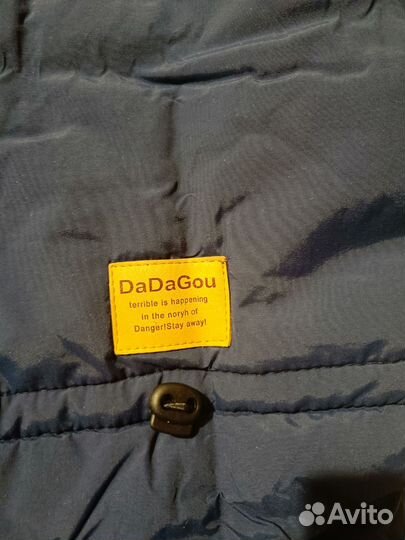 DaDaGou
terrible is happening
in the noryh of
Danger!Stay away!
Avito